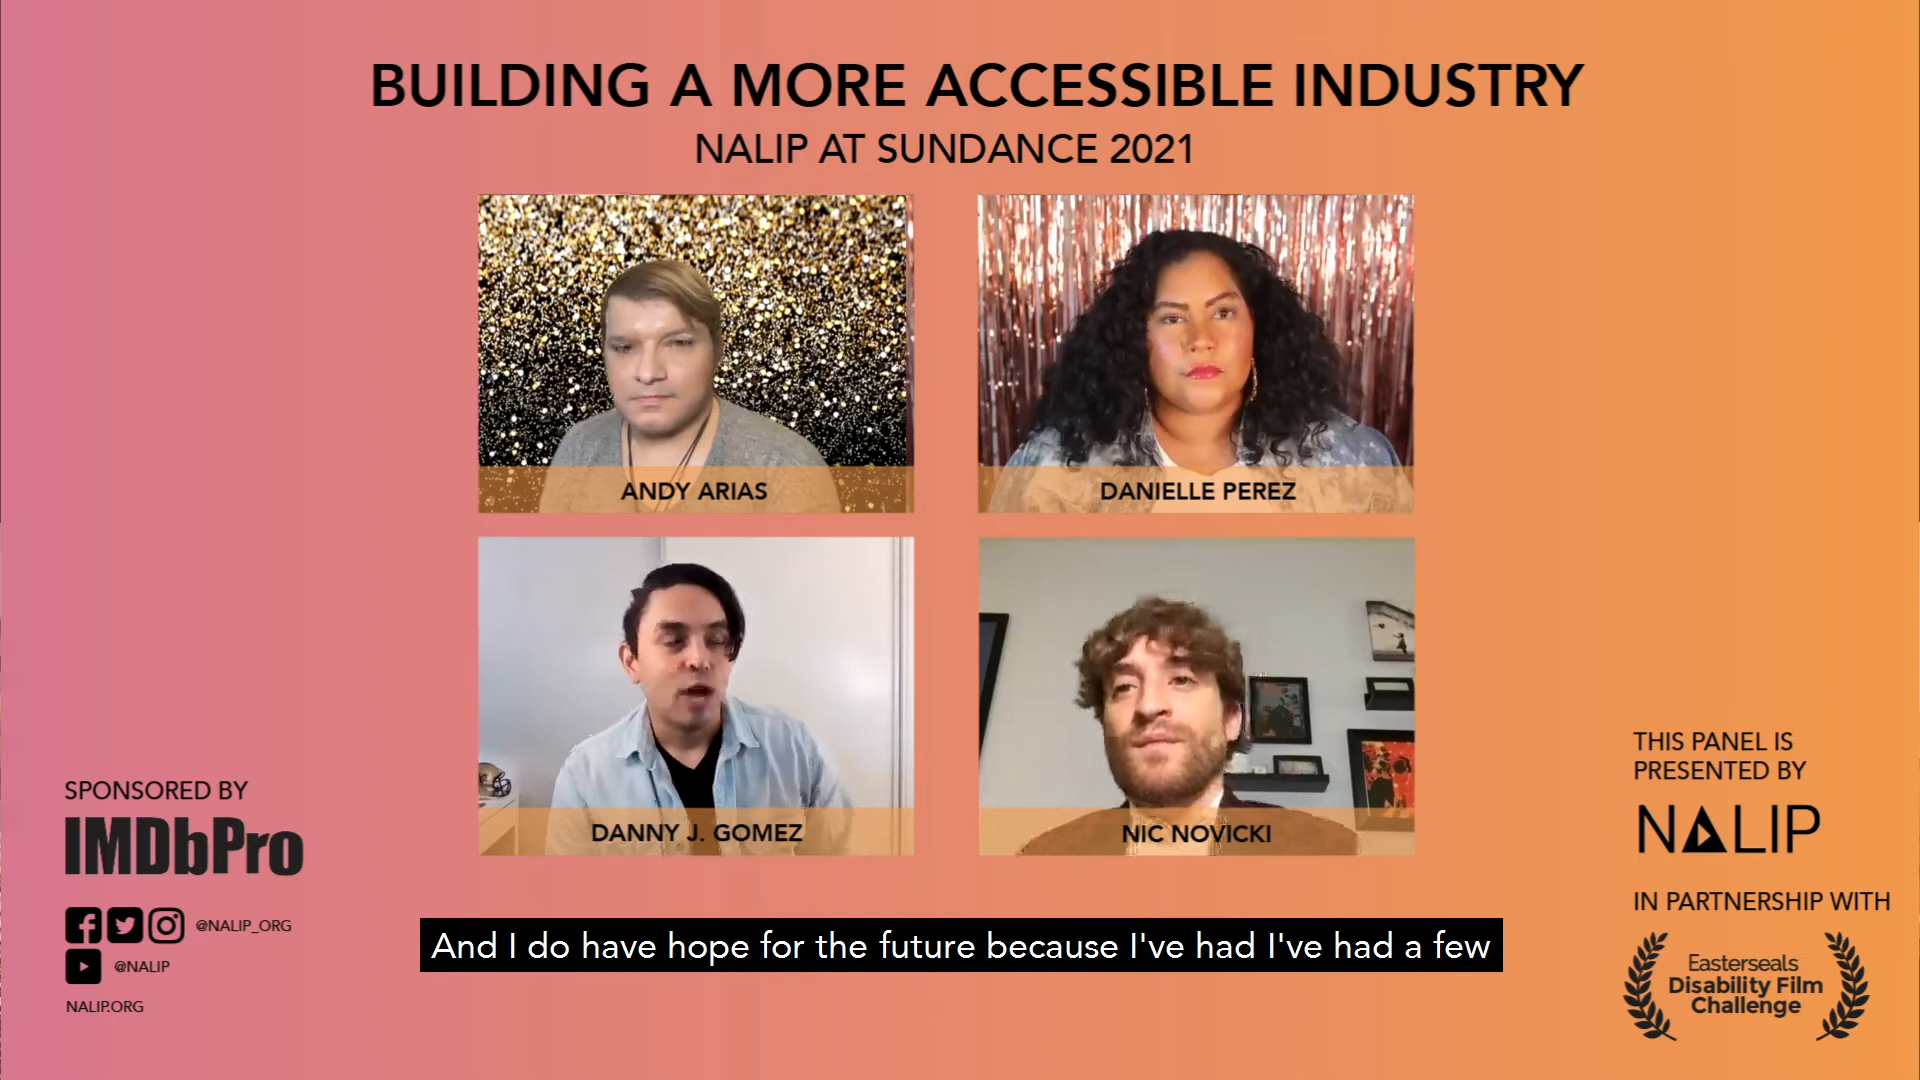 BUILDING A MORE ACCESSIBLE INDUSTRY
NALIP AT SUNDANCE 2021
ANDY ARIAS
DANIELLE PEREZ
DANNY J. GOMEZ
NIC NOVICKI
SPONSORED BY
IMDbPro
@NALIP_ORG
@NALIP
NALIP.ORG
THIS PANEL IS
PRESENTED BY
NALIP
IN PARTNERSHIP WITH
Easterseals
Disability Film
Challenge
And I do have hope for the future because I've had I've had a few